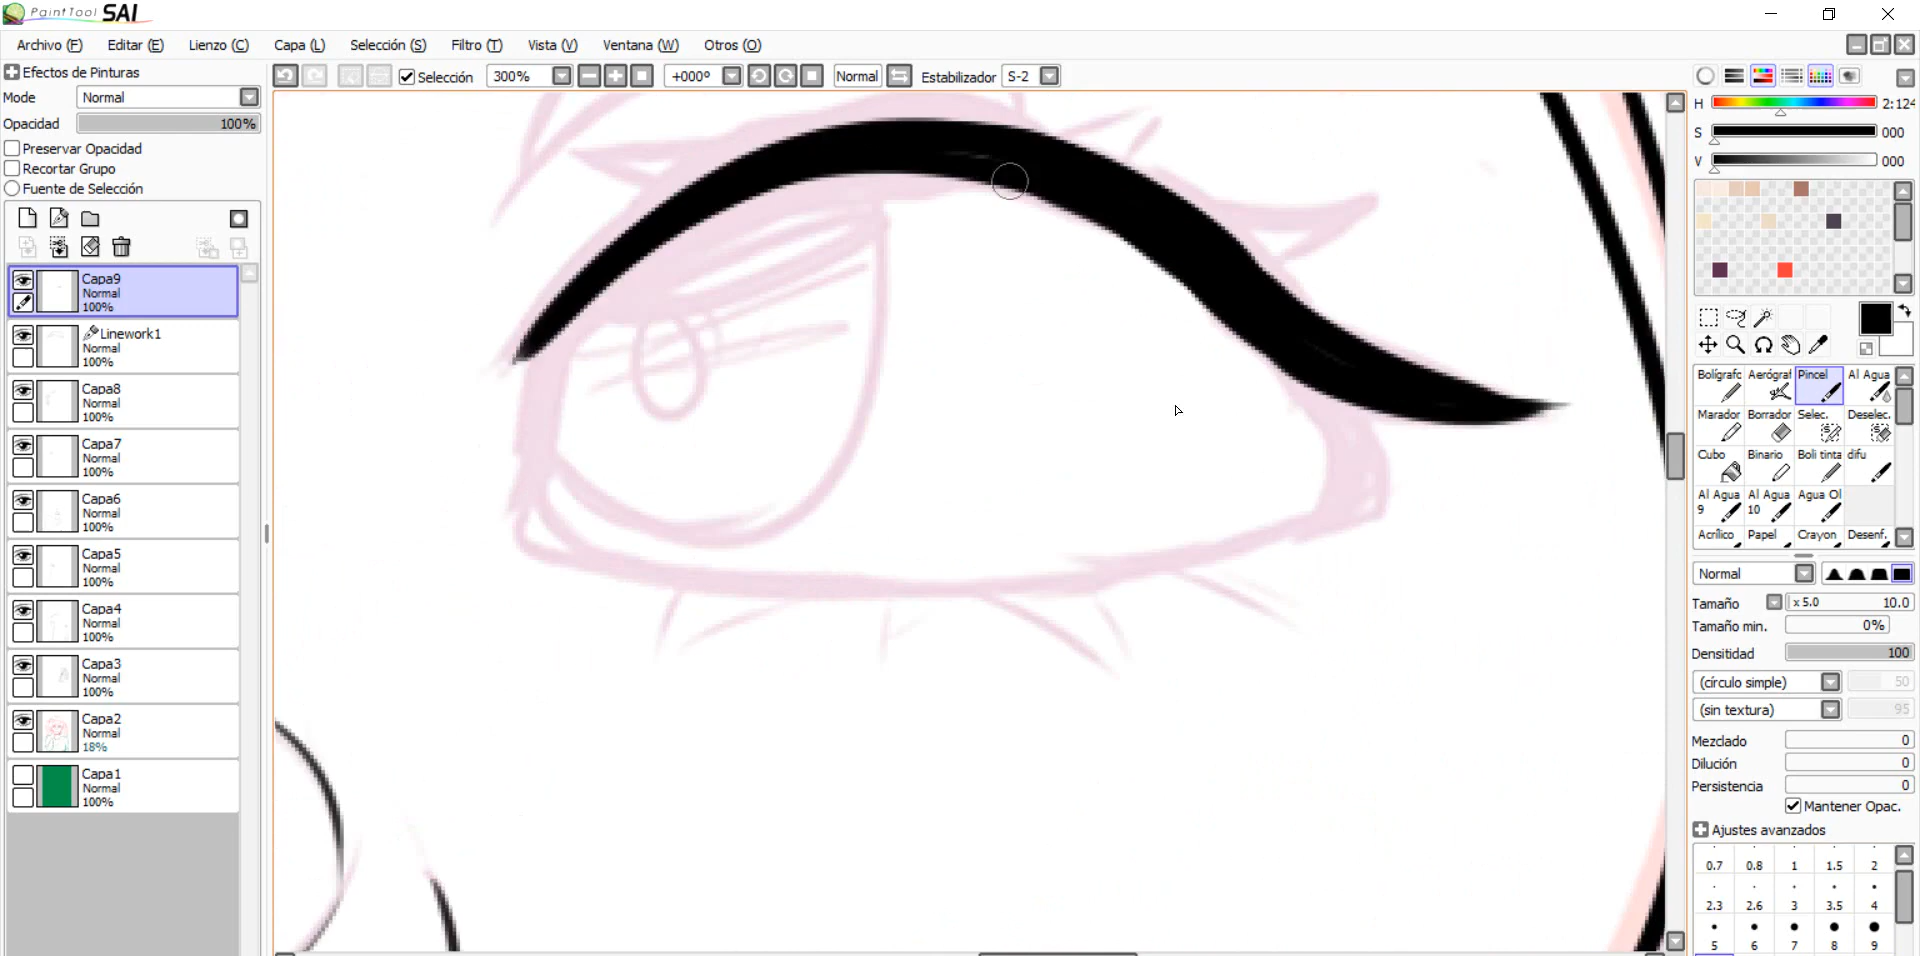 PaintTool SAI
Archivo (F) Editar (E) Lienzo (C) Capa (L) Selección (S) Filtro (T) Vista (V) Ventana (W) Otros (O)
Efectos de Pinturas
Mode Normal
Opacidad 100%
Preservar Opacidad
Recortar Grupo
Fuente de Selección
Capa9
Normal
100%
Linework1
Normal
100%
Capa8
Normal
100%
Capa7
Normal
100%
Capa6
Normal
100%
Capa5
Normal
100%
Capa4
Normal
100%
Capa3
Normal
100%
Capa2
Normal
18%
Capa1
Normal
100%
Selección 300% +000° Normal Estabilizador S-2
H 2:124
S 000
V 000
Bolígrafc Aerógraf Pincel Al Agua
Marador Borrador Selec. Deselec.
Cubo Binario Boli tinta difu
Al Agua 9 Al Agua 10 Agua Ol
Acrílico Papel Crayon Desenf.
Normal
Tamaño x 5.0 10.0
Tamaño min. 0%
Densitidad 100
(círculo simple) 50
(sin textura) 95
Mezclado 0
Dilución 0
Persistencia 0
Mantener Opac.
Ajustes avanzados
0.7 0.8 1 1.5 2
2.3 2.6 3 3.5 4
5 6 7 8 9